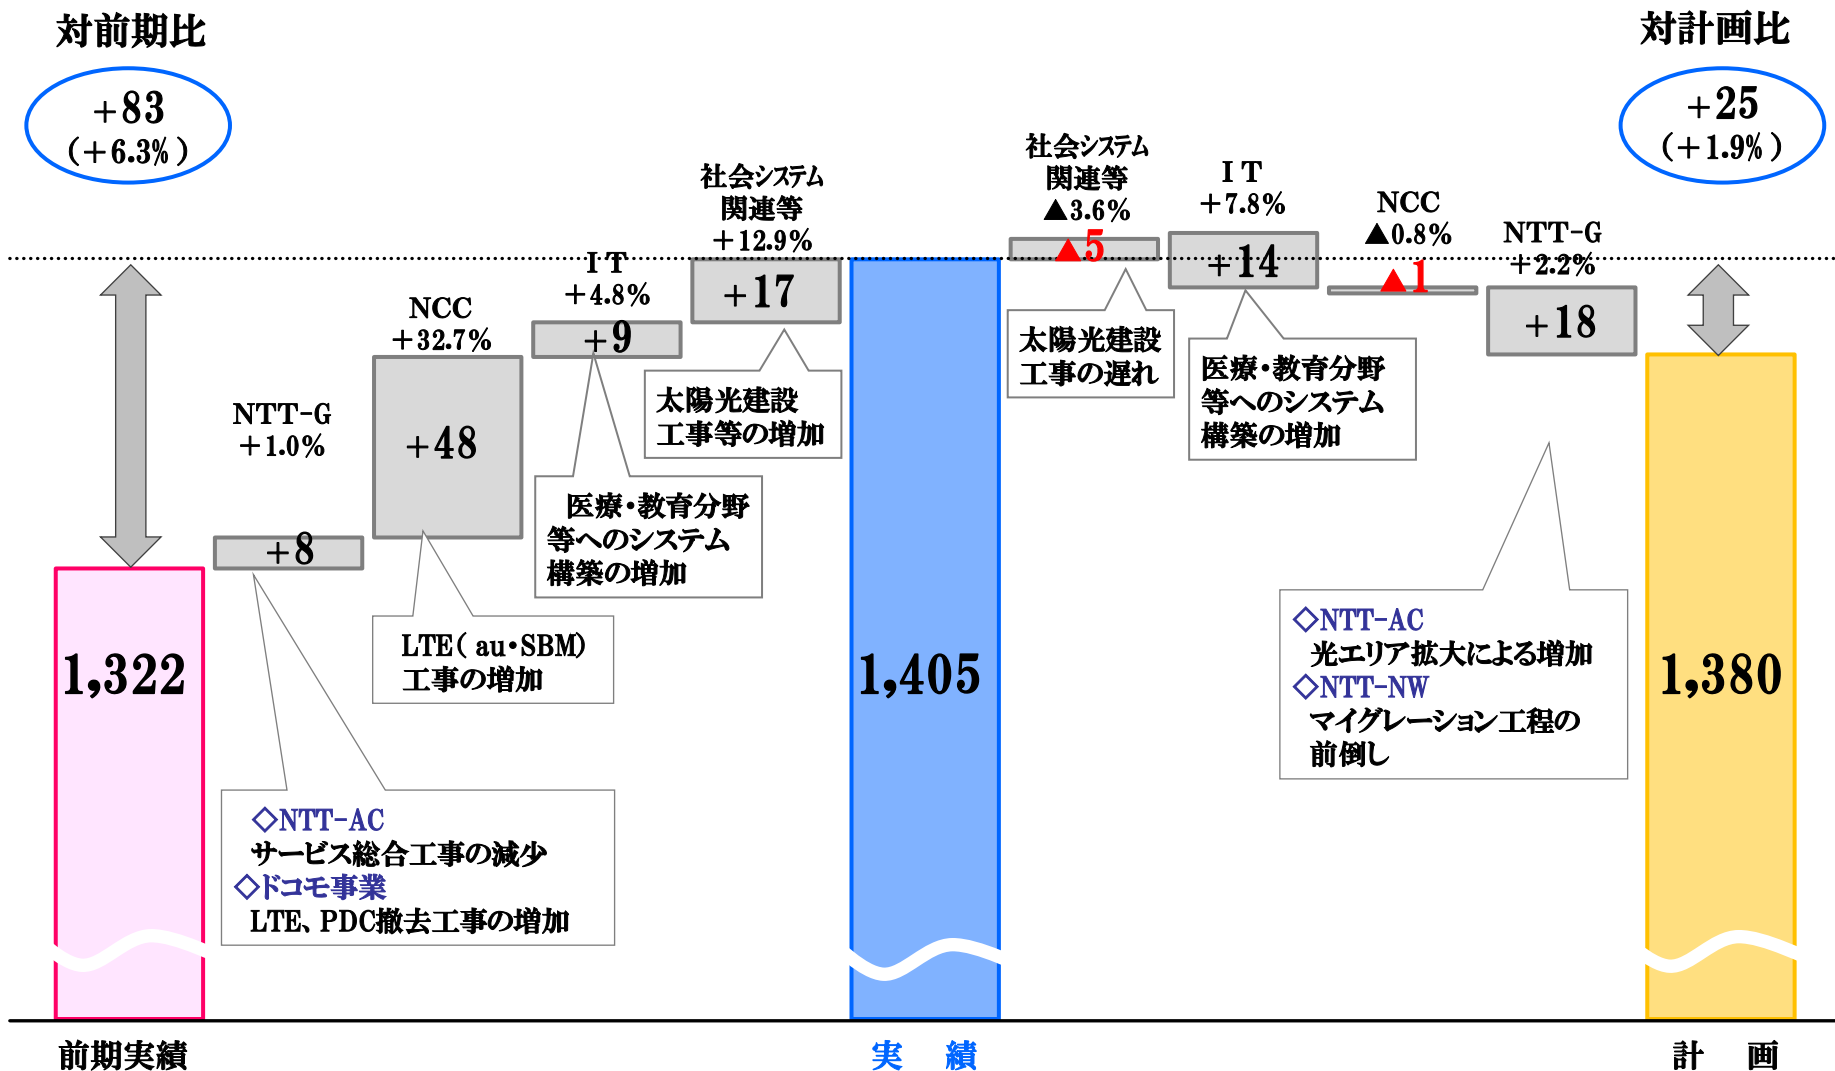 対前期比
+83
(+6.3%)
NTT-G
+1.0%
+8
NCC
+32.7%
+48
IT
+4.8%
+9
社会システム
関連等
+12.9%
+17
太陽光建設
工事等の増加
医療・教育分野
等へのシステム
構築の増加
LTE( au・SBM)
工事の増加
◇NTT-AC
サービス総合工事の減少
◇ドコモ事業
LTE、PDC撤去工事の増加
1,322
前期実績
1,405
実 績
対計画比
+25
(+1.9%)
社会システム
関連等
▲3.6%
▲5
IT
+7.8%
+14
NCC
▲0.8%
▲1
NTT-G
+2.2%
+18
太陽光建設
工事の遅れ
医療・教育分野
等へのシステム
構築の増加
◇NTT-AC
光エリア拡大による増加
◇NTT-NW
マイグレーション工程の
前倒し
1,380
計 画